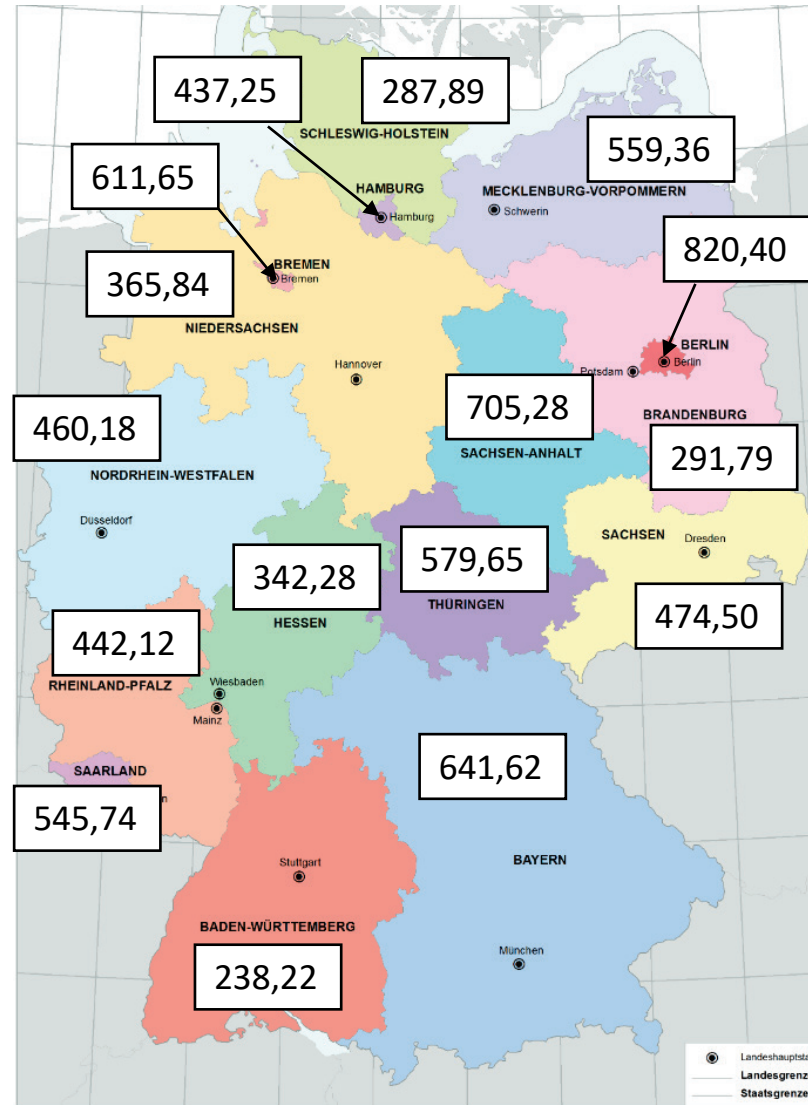 437,25
287,89
SCHLESWIG-HOLSTEIN
559,36
611,65
HAMBURG
Hamburg
MECKLENBURG-VORPOMMERN
Schwerin
820,40
BREMEN
Bremen
365,84
NIEDERSACHSEN
Hannover
BERLIN
Berlin
Potsdam
705,28
BRANDENBURG
460,18
SACHSEN-ANHALT
291,79
NORDRHEIN-WESTFALEN
Düsseldorf
SACHSEN
Dresden
342,28
579,65
THÜRINGEN
474,50
HESSEN
442,12
RHEINLAND-PFALZ
Wiesbaden
Mainz
SAARLAND
545,74
641,62
Stuttgart
BAYERN
BADEN-WÜRTTEMBERG
München
238,22
Landeshauptsta
Landesgrenz
Staatsgrenze